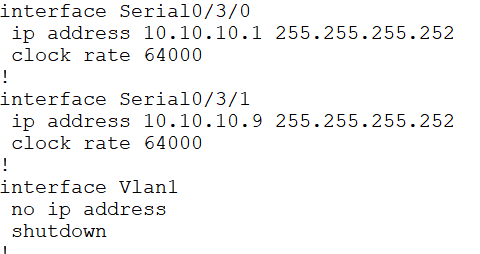 interface Serial0/3/0
 ip address 10.10.10.1 255.255.255.252
 clock rate 64000
!
interface Serial0/3/1
 ip address 10.10.10.9 255.255.255.252
 clock rate 64000
!
interface Vlan1
 no ip address
 shutdown
!